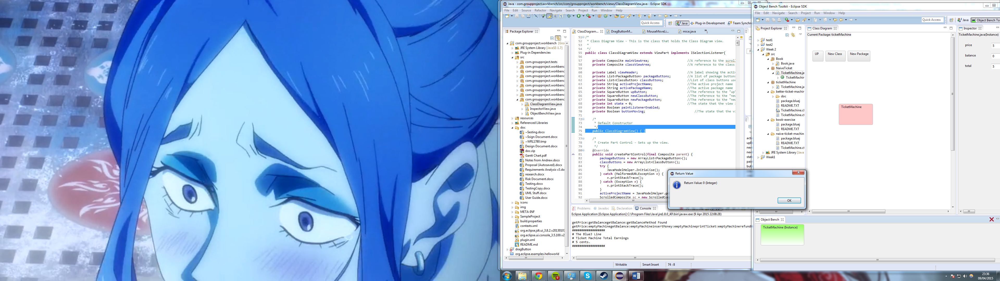 Java - com.groupproject.workbench/src/com/groupproject/workbench/views/ClassDiagramView.java - Eclipse SDK
File Edit Source Refactor Navigate Search Project Run Window Help
Quick Access
Java
Plug-in Development
Team Synchr
Package Explorer
com.groupproject.workbench [Gro
JRE System Library [JavaSE-1.7]
Plug-in Dependencies
src
com.groupproject.tests
com.groupproject.workbenc
com.groupproject.workbenc
com.groupproject.workbenc
com.groupproject.workbenc
com.groupproject.workbenc
com.groupproject.workbenc
com.groupproject.workbenc
com.groupproject.workbenc
ClassDiagramView.java
InspectorView.java
ObjectBenchView.java
resources
Referenced Libraries
doc
~$esting.docx
~$sign Document.docx
~WRL1780.tmp
Design Document.docx
doc.zip
Gantt Chart.pdf
Notes from Andrew.docx
Proposal (Autosaved).docx
Requirements Analysis v3.do
research.docx
Risk Document.docx
Testing.docx
TestingCopy.docx
UML Stuff.docx
User Guide.docx
icons
img
META-INF
SampleProject
build.properties
contexts.xml
org.eclipse.jdt.ui_3.8.2.v2013010
org.eclipse.ui.console_3.5.100.v2
plugin.xml
README.md
dragButton
org.eclipse.examples.helloworld
ClassDiagram...
DragButtonM...
MouseMoveLi...
mice.java
51 /*
52 * Class Diagram View - This is the class that holds the Class Diagram view.
53 *
54 */
55 public class ClassDiagramView extends ViewPart implements ISelectionListener{
56
57 private Composite mainViewArea; //A reference to the scrol
58 private Composite classViewArea; //A reference to the class
59
60 private Label viewHeader; //A label showing the activ
61 private List<PackageButton> packageButtons; //A list of package buttons
62 private List<ClassButton> classButtons; //List of class buttons use
63 private String activeProjectName; //The active project name
64 private String activePackageName; //The active package name
65 private SquareButton upButton; //The reference to the "up"
66 private SquareButton newClassButton; //The reference to the "new
67 private SquareButton newPackageButton; //The reference to the "new
68 private int state = 0; //The state that the view
69 private Boolean paintListenerEnabled;
70 private Boolean buttonMoving; //The state that the vi
71
72 /*
73 * Default Constructor
74 */
75 public ClassDiagramView() { }
76
77 /*
78 * Create Part Control - Sets up the view.
79 */
80 @Override
81 public void createPartControl(final Composite parent) {
82 packageButtons = new ArrayList<PackageButton>();
83 classButtons = new ArrayList<ClassButton>();
84 try {
85 JavaModelHelper.Initialise();
86 } catch (MalformedURLException e) {
87 e.printStackTrace();
88 } catch (Exception e) {
89 e.printStackTrace();
90 }
91 activeProjectName = JavaModelHelper.g
92 ScrolledComposite sc = new ScrolledCom
Problems
Javadoc
Declaration
Console
Eclipse Application [Eclipse Application] C:\Program Files\Java\jre1.8.0_40\bin\javaw.exe (9 Apr 2015 22:08:28)
getPrice:getBalancegetBalance:getBalanceMethod Found
getPrice:emptyMachinegetBalance:emptyMachineinsertMoney:emptyMachineprintTicket:emptyMachinerefund
##################
# The BlueJ Line
# Ticket Machine Total Earnings
# 5 cents.
##################
Writable
Smart Insert
74 : 8
Return Value
Return Value: 0 (Integer)
OK
Object Bench Toolkit - Eclipse SDK
File Edit Navigate Search Project Run Window Help
Quick Access
Java
Object Bench To
Project Explorer
test1
test2
Week 2
src
Book
Book.java
NaiveTicket
TicketMachine.ja
TicketMachin
ticketMachine
TicketMachine.ja
better-ticket-machin
doc
package.bluej
README.TXT
TicketMachine.cl
TicketMachine.ct
book-exercise
package.bluej
README.TXT
naive-ticket-machin
package.bluej
README.TXT
TicketMachine.ct
JRE System Library [Java
Week1
Class Diagram
Current Package: ticketMachine
UP
New Class
New Package
TicketMachine
Inspector
TicketMachine.java(Instance)
price 5
balance 0
total 5
Object Bench
TicketMachine (Instance)
23:36
09/04/2015